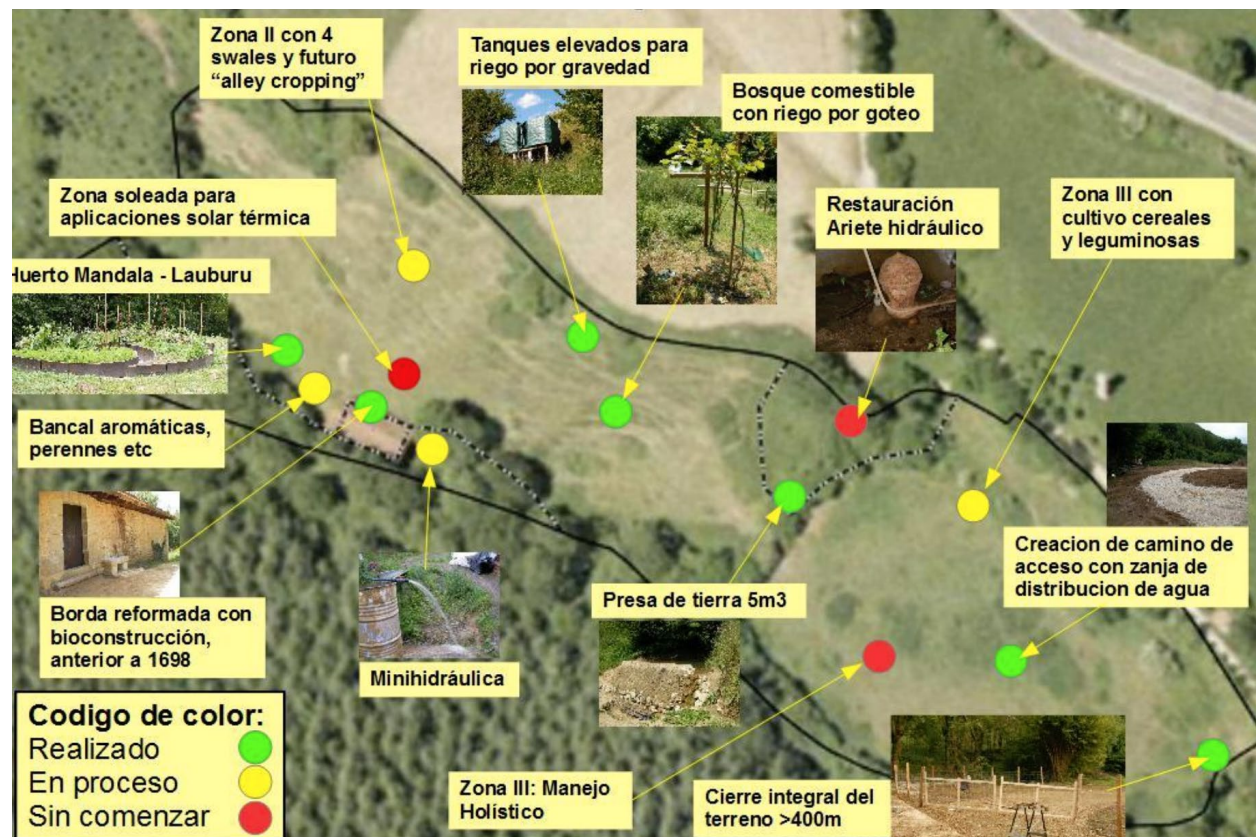 Zona II con 4
swales y futuro
“alley cropping”
Tanques elevados para
riego por gravedad
Bosque comestible
con riego por goteo
Zona soleada para
aplicaciones solar térmica
Restauración
Ariete hidráulico
Zona III con
cultivo cereales
y leguminosas
Huerto Mandala - Lauburu
Bancal aromáticas,
perennes etc
Creacion de camino de
acceso con zanja de
distribucion de agua
Borda reformada con
bioconstrucción,
anterior a 1698
Presa de tierra 5m3
Minihidráulica
Zona III: Manejo
Holístico
Cierre integral del
terreno >400m
Codigo de color:
Realizado
En proceso
Sin comenzar